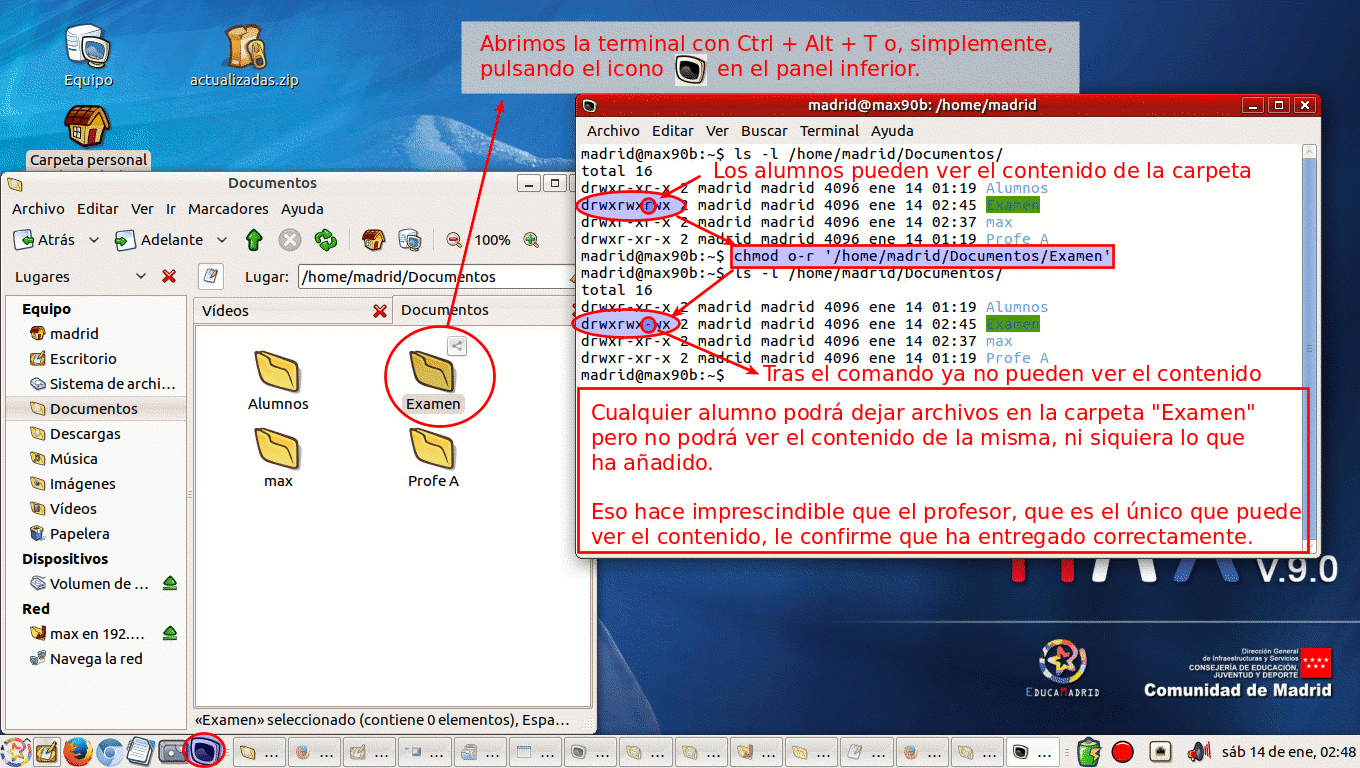 Equipo
actualizadas.zip
Carpeta personal
Abrimos la terminal con Ctrl + Alt + T o, simplemente,
pulsando el icono en el panel inferior.
Documentos
Archivo Editar Ver Ir Marcadores Ayuda
Atrás Adelante 100%
Lugares Lugar: /home/madrid/Documentos
Equipo
madrid
Escritorio
Sistema de archi...
Documentos
Descargas
Música
Imágenes
Vídeos
Papelera
Dispositivos
Volumen de ...
Red
max en 192....
Navega la red
Vídeos Documentos
Alumnos Examen
max Profe A
«Examen» seleccionado (contiene 0 elementos), Espa...
madrid@max90b: /home/madrid
Archivo Editar Ver Buscar Terminal Ayuda
madrid@max90b:~$ ls -l /home/madrid/Documentos/
total 16
Los alumnos pueden ver el contenido de la carpeta
drwxr-xr-x 2 madrid madrid 4096 ene 14 01:19 Alumnos
drwxrwxrwx 2 madrid madrid 4096 ene 14 02:45 Examen
drwxr-xr-x 2 madrid madrid 4096 ene 14 02:37 max
drwxr-xr-x 2 madrid madrid 4096 ene 14 01:19 Profe A
madrid@max90b:~$ chmod o-r '/home/madrid/Documentos/Examen'
madrid@max90b:~$ ls -l /home/madrid/Documentos/
total 16
drwxr-xr-x 2 madrid madrid 4096 ene 14 01:19 Alumnos
drwxrwx-wx 2 madrid madrid 4096 ene 14 02:45 Examen
drwxr-xr-x 2 madrid madrid 4096 ene 14 02:37 max
drwxr-xr-x 2 madrid madrid 4096 ene 14 01:19 Profe A
madrid@max90b:~$
Tras el comando ya no pueden ver el contenido
Cualquier alumno podrá dejar archivos en la carpeta "Examen"
pero no podrá ver el contenido de la misma, ni siquiera lo que
ha añadido.
Eso hace imprescindible que el profesor, que es el único que puede
ver el contenido, le confirme que ha entregado correctamente.
MAX v.9.0
EDUCAMADRID
Dirección General
de Infraestructuras y Servicios
CONSEJERÍA DE EDUCACIÓN,
JUVENTUD Y DEPORTE
Comunidad de Madrid
... ... ... ... ... ... ... ... ... ... ... ... ... ... ...
sáb 14 de ene, 02:48